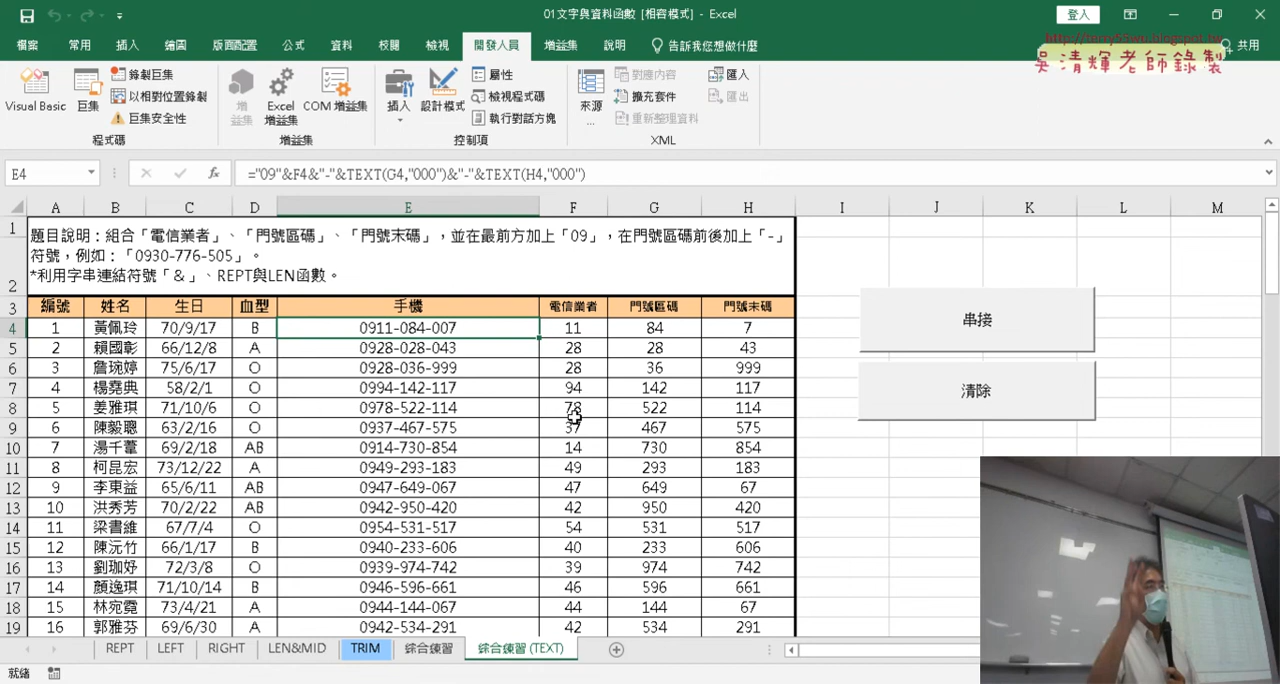 01文字與資料函數 [相容模式] - Excel
登入
http://terry55wu.blogspot.tw
吳清輝老師錄製
檔案 常用 插入 繪圖 版面配置 公式 資料 校閱 檢視 開發人員 增益集 說明 告訴我您想做什麼 共用
Visual Basic 巨集 錄製巨集 以相對位置錄製 巨集安全性 程式碼
增益集 Excel 增益集 COM 增益集 增益集
插入 設計模式 屬性 檢視程式碼 執行對話方塊 控制項
來源 ... 對應內容 擴充套件 重新整理資料 匯入 匯出 XML
E4 fx ="09"&F4&"-"&TEXT(G4,"000")&"-"&TEXT(H4,"000")
A B C D E F G H I J K L M
1 題目說明：組合「電信業者」、「門號區碼」、「門號末碼」，並在最前方加上「09」，在門號區碼前後加上「-」
符號，例如：「0930-776-505」。
2 *利用字串連結符號「&」、REPT與LEN函數。
3 編號 姓名 生日 血型 手機 電信業者 門號區碼 門號末碼
4 1 黃佩玲 70/9/17 B 0911-084-007 11 84 7
串接
5 2 賴國彰 66/12/8 A 0928-028-043 28 28 43
6 3 詹琬婷 75/6/17 O 0928-036-999 28 36 999
7 4 楊堯典 58/2/1 O 0994-142-117 94 142 117
清除
8 5 姜雅琪 71/10/6 O 0978-522-114 78 522 114
9 6 陳毅聰 63/2/16 O 0937-467-575 37 467 575
10 7 湯千葦 69/2/18 AB 0914-730-854 14 730 854
11 8 柯昆宏 73/12/22 A 0949-293-183 49 293 183
12 9 李東益 65/6/11 AB 0947-649-067 47 649 67
13 10 洪秀芳 70/2/22 AB 0942-950-420 42 950 420
14 11 梁書維 67/7/4 O 0954-531-517 54 531 517
15 12 陳沅竹 66/1/17 B 0940-233-606 40 233 606
16 13 劉珈妤 72/3/8 O 0939-974-742 39 974 742
17 14 顏逸琪 71/10/14 B 0946-596-661 46 596 661
18 15 林宛霓 73/4/21 A 0944-144-067 44 144 67
19 16 郭雅芬 69/6/30 A 0942-534-291 42 534 291
REPT LEFT RIGHT LEN&MID TRIM 綜合練習 綜合練習 (TEXT)
就緒